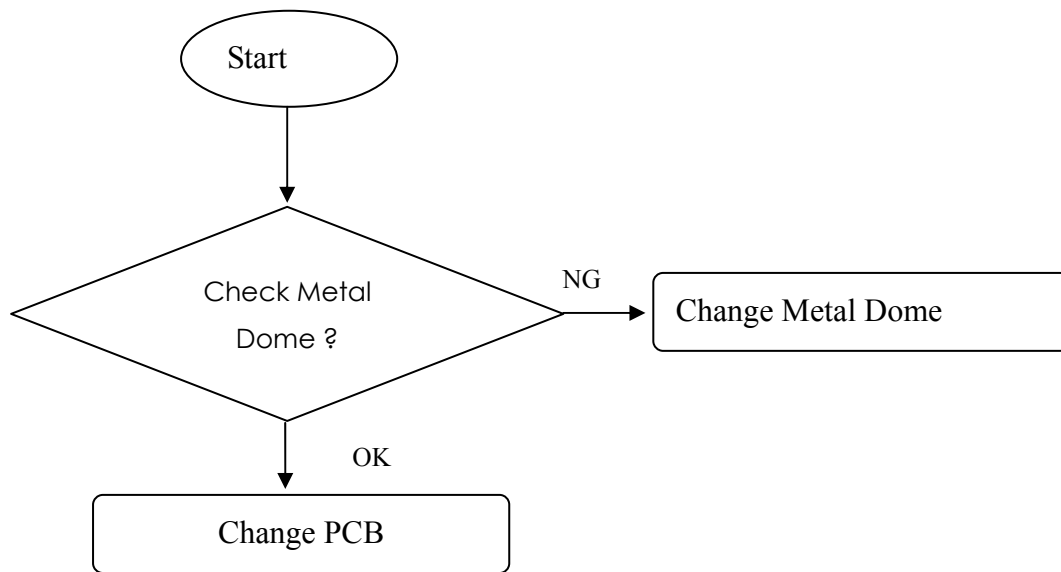 Start
Check Metal
Dome ?
NG
Change Metal Dome
OK
Change PCB